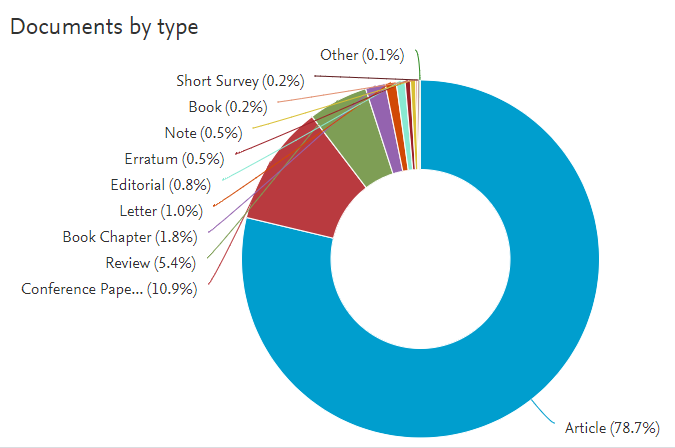 Documents by type
Other (0.1%)
Short Survey (0.2%)
Book (0.2%)
Note (0.5%)
Erratum (0.5%)
Editorial (0.8%)
Letter (1.0%)
Book Chapter (1.8%)
Review (5.4%)
Conference Pape... (10.9%)
Article (78.7%)